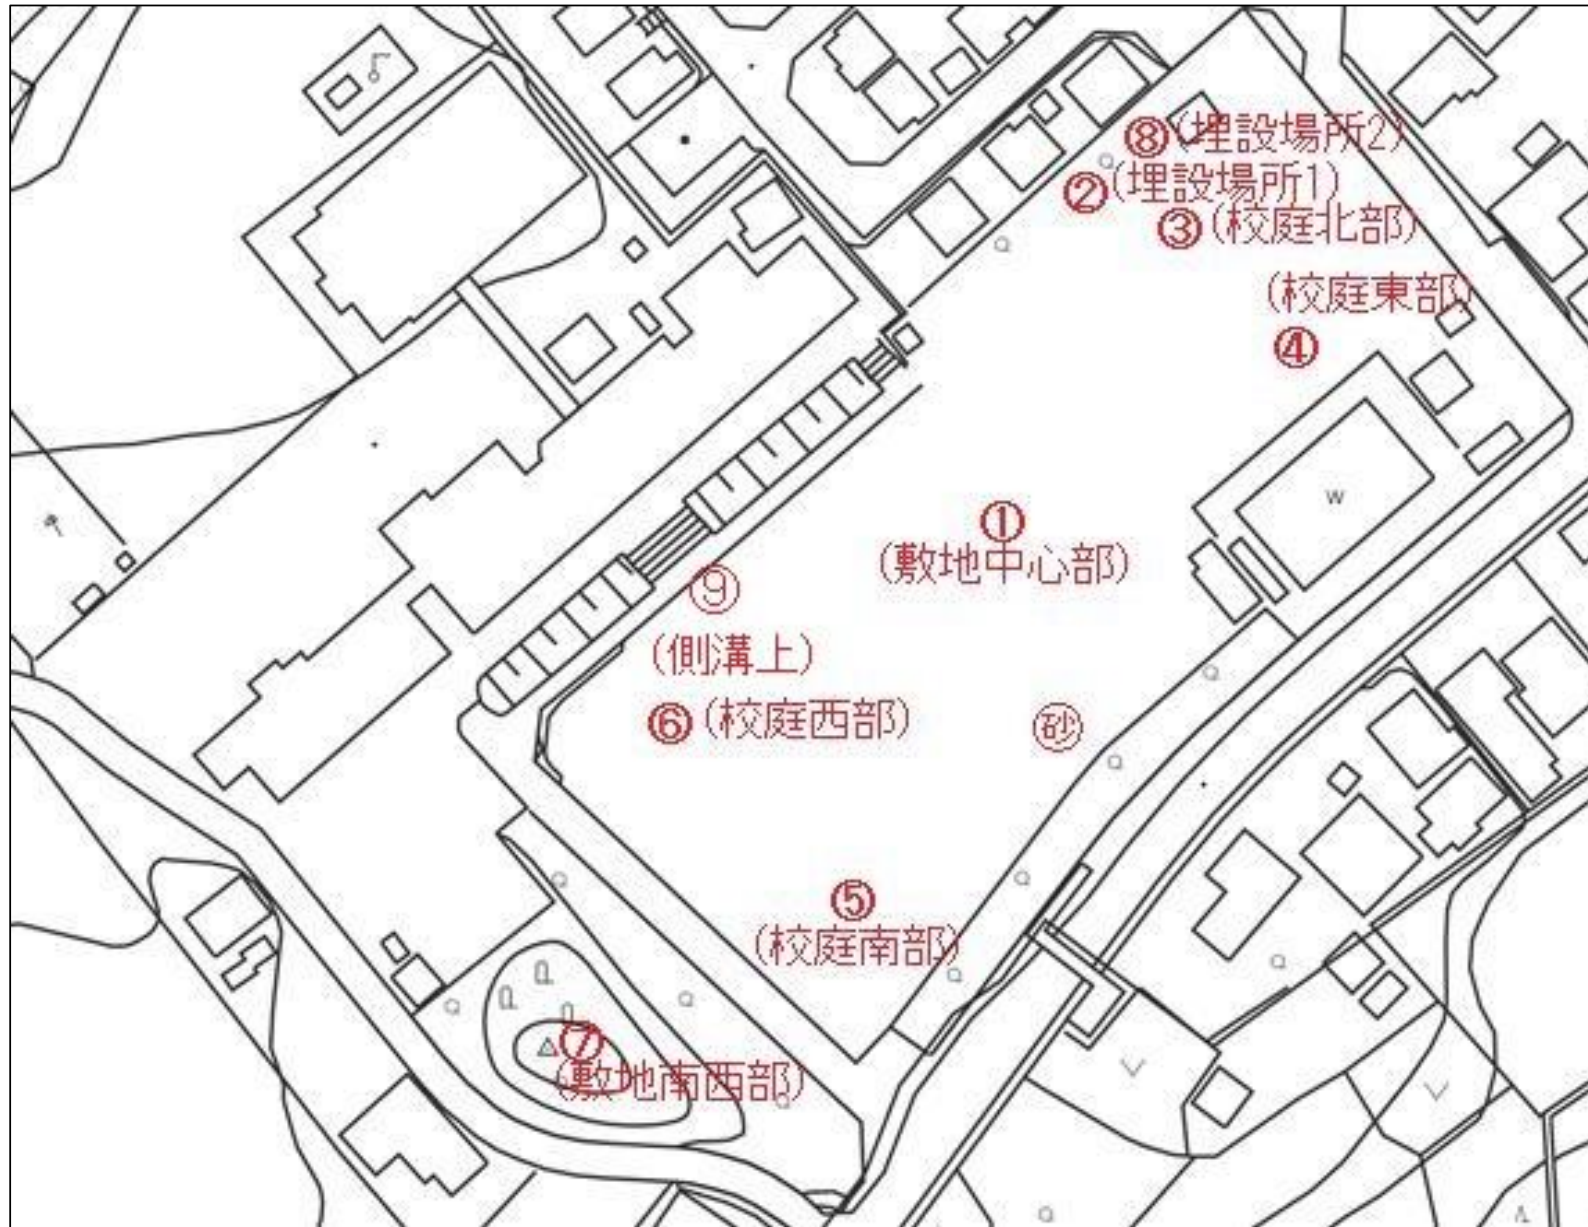 ⑧(埋設場所2)
②(埋設場所1)
③(校庭北部)
(校庭東部)
④
W
①
(敷地中心部)
⑨
(側溝上)
⑥(校庭西部)
砂
⑤
(校庭南部)
⑦
(敷地南西部)